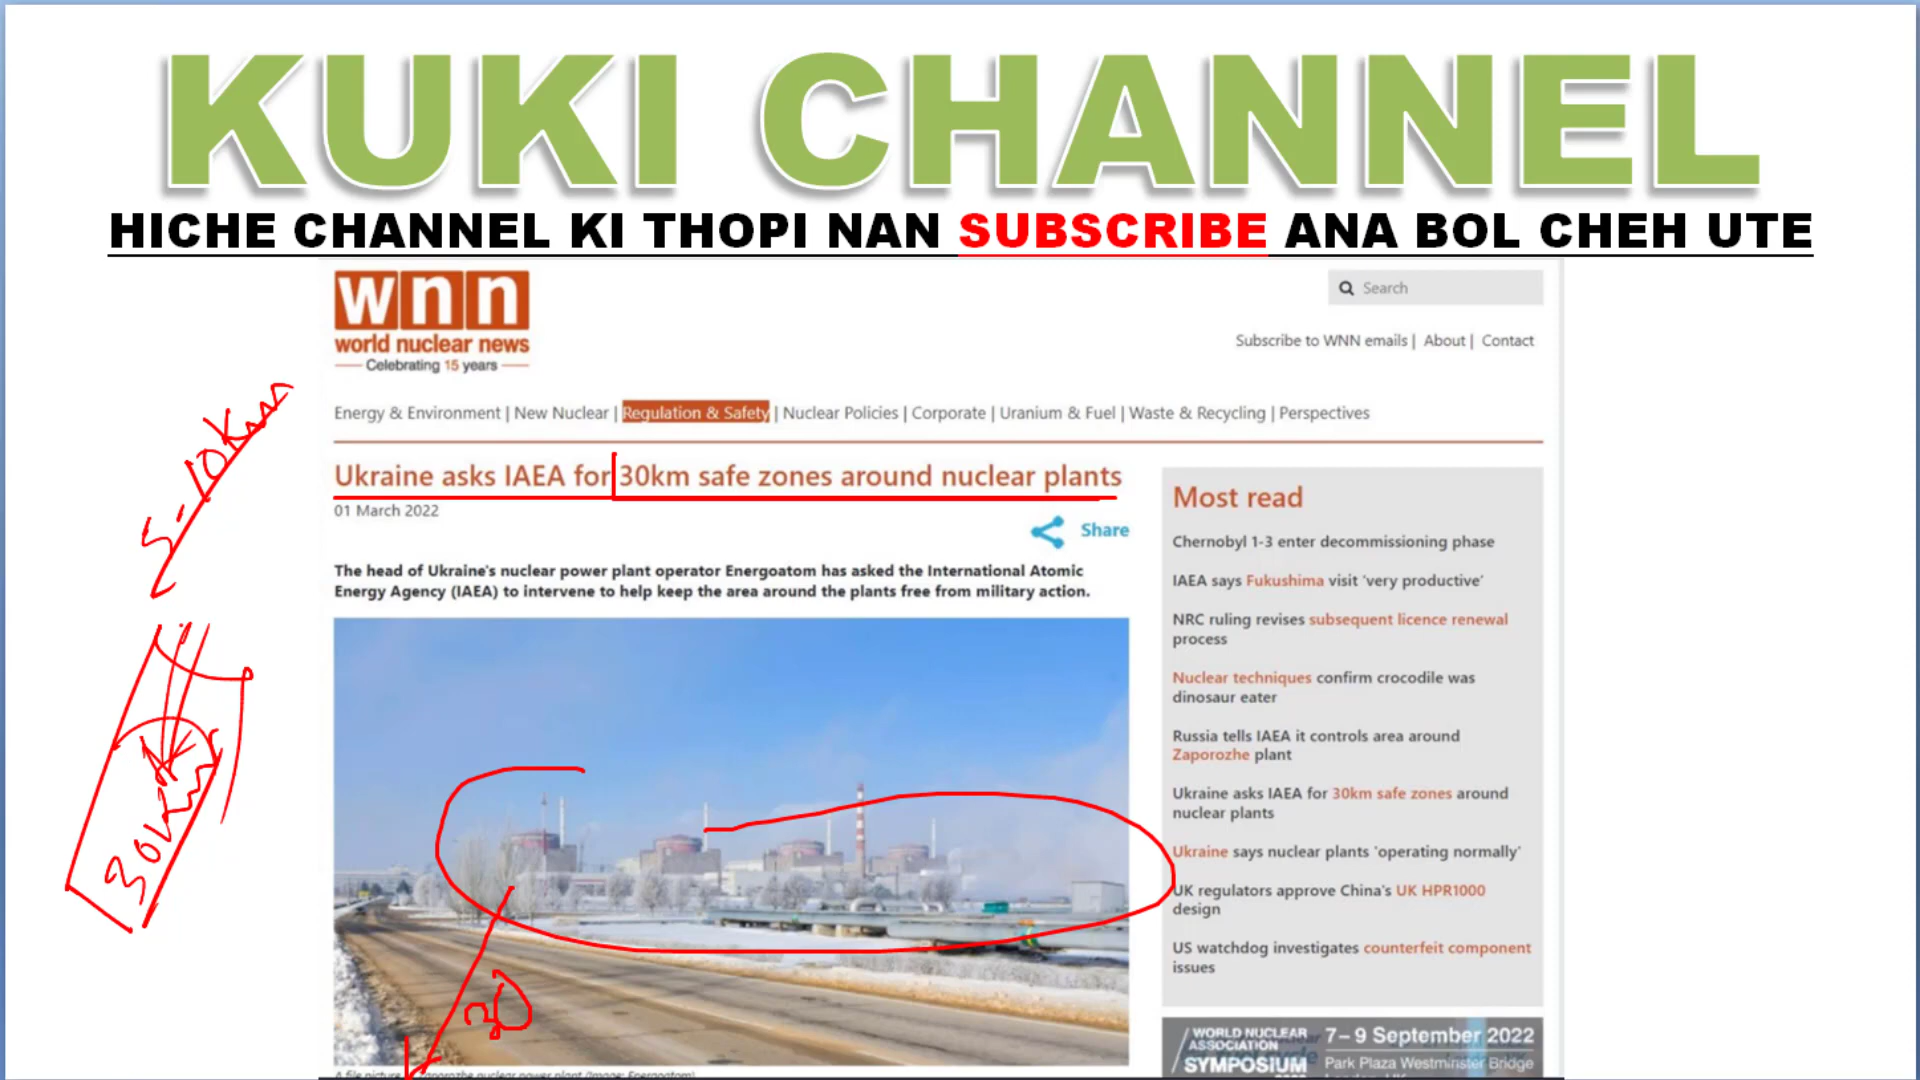 KUKI CHANNEL
HICHE CHANNEL KI THOPI NAN SUBSCRIBE ANA BOL CHEH UTE
wnn
world nuclear news
Celebrating 15 years
Search
Subscribe to WNN emails | About | Contact
Energy & Environment | New Nuclear | Regulation & Safety | Nuclear Policies | Corporate | Uranium & Fuel | Waste & Recycling | Perspectives
Ukraine asks IAEA for 30km safe zones around nuclear plants
01 March 2022
Share
The head of Ukraine's nuclear power plant operator Energoatom has asked the International Atomic
Energy Agency (IAEA) to intervene to help keep the area around the plants free from military action.
5-10Km
30Km
30
A file picture Zaporozhe nuclear power plant (Image: Energoatom)
Most read
Chernobyl 1-3 enter decommissioning phase
IAEA says Fukushima visit 'very productive'
NRC ruling revises subsequent licence renewal
process
Nuclear techniques confirm crocodile was
dinosaur eater
Russia tells IAEA it controls area around
Zaporozhe plant
Ukraine asks IAEA for 30km safe zones around
nuclear plants
Ukraine says nuclear plants 'operating normally'
UK regulators approve China's UK HPR1000
design
US watchdog investigates counterfeit component
issues
WORLD NUCLEAR
ASSOCIATION
SYMPOSIUM
7–9 September 2022
Park Plaza Westminster Bridge